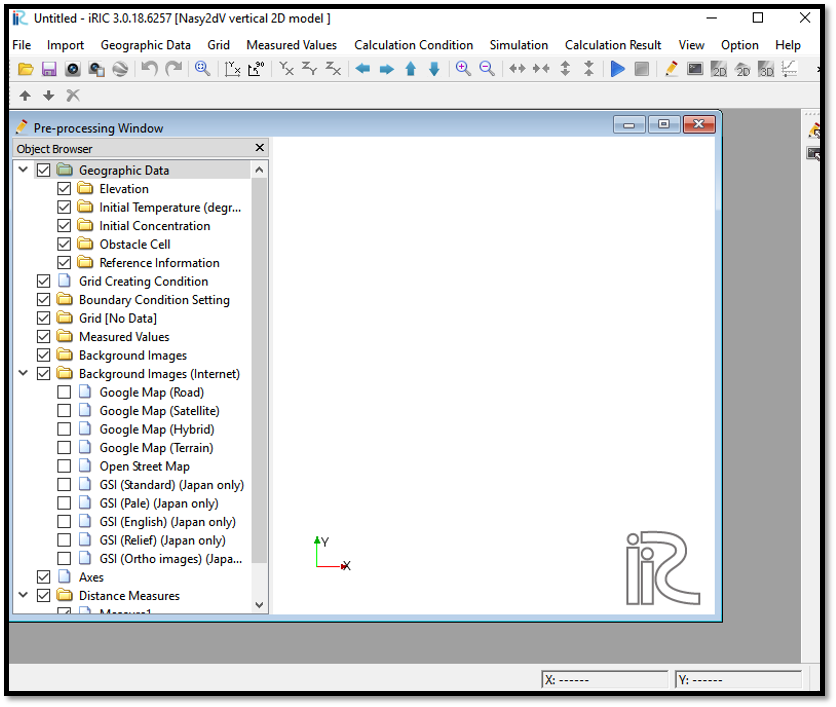 Untitled - iRIC 3.0.18.6257 [Nasy2dV vertical 2D model ]
File Import Geographic Data Grid Measured Values Calculation Condition Simulation Calculation Result View Option Help
Pre-processing Window
Object Browser
Geographic Data
Elevation
Initial Temperature (degr...
Initial Concentration
Obstacle Cell
Reference Information
Grid Creating Condition
Boundary Condition Setting
Grid [No Data]
Measured Values
Background Images
Background Images (Internet)
Google Map (Road)
Google Map (Satellite)
Google Map (Hybrid)
Google Map (Terrain)
Open Street Map
GSI (Standard) (Japan only)
GSI (Pale) (Japan only)
GSI (English) (Japan only)
GSI (Relief) (Japan only)
GSI (Ortho images) (Japa...
Axes
Distance Measures
Measure1
Y
X
iRIC
X: ------
Y: ------